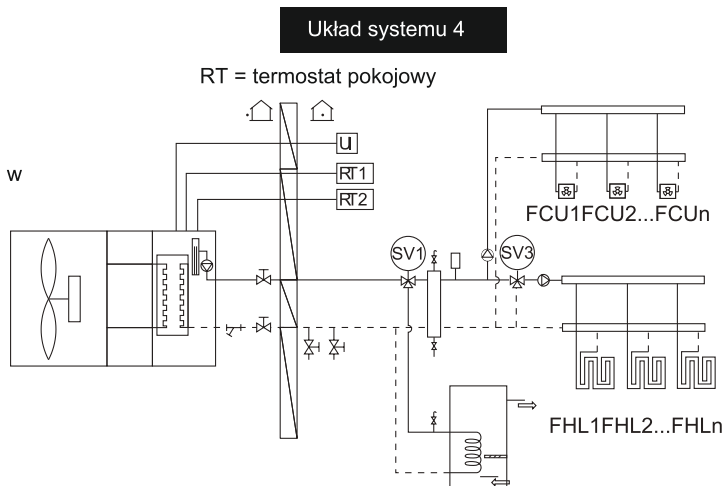 Układ systemu 4
RT = termostat pokojowy
u
w
RT1
RT2
SV1
SV3
FCU1FCU2...FCUn
FHL1FHL2...FHLn